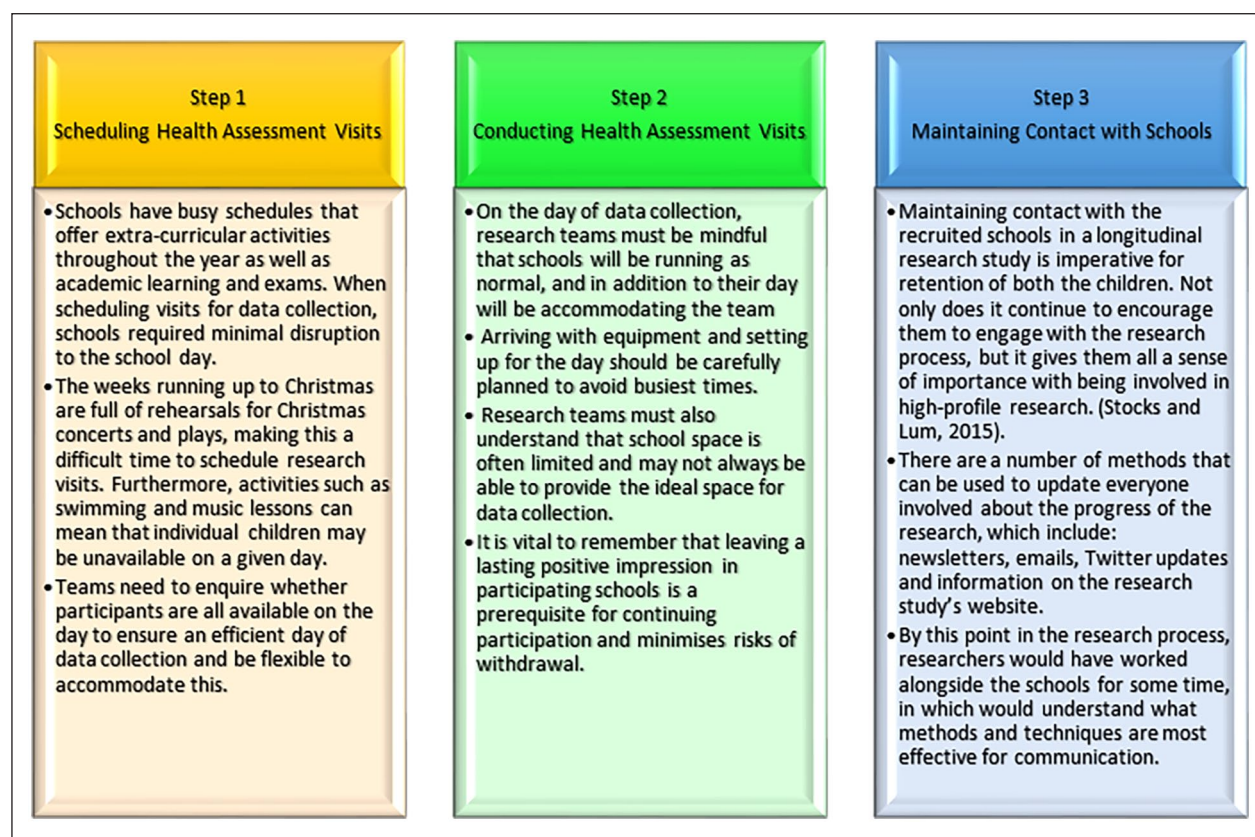 Step 1
Scheduling Health Assessment Visits
• Schools have busy schedules that
offer extra-curricular activities
throughout the year as well as
academic learning and exams. When
scheduling visits for data collection,
schools required minimal disruption
to the school day.
• The weeks running up to Christmas
are full of rehearsals for Christmas
concerts and plays, making this a
difficult time to schedule research
visits. Furthermore, activities such as
swimming and music lessons can
mean that individual children may
be unavailable on a given day.
• Teams need to enquire whether
participants are all available on the
day to ensure an efficient day of
data collection and be flexible to
accommodate this.
Step 2
Conducting Health Assessment Visits
• On the day of data collection,
research teams must be mindful
that schools will be running as
normal, and in addition to their day
will be accommodating the team
• Arriving with equipment and setting
up for the day should be carefully
planned to avoid busiest times.
• Research teams must also
understand that school space is
often limited and may not always be
able to provide the ideal space for
data collection.
• It is vital to remember that leaving a
lasting positive impression in
participating schools is a
prerequisite for continuing
participation and minimises risks of
withdrawal.
Step 3
Maintaining Contact with Schools
• Maintaining contact with the
recruited schools in a longitudinal
research study is imperative for
retention of both the children. Not
only does it continue to encourage
them to engage with the research
process, but it gives them all a sense
of importance with being involved in
high-profile research. (Stocks and
Lum, 2015).
• There are a number of methods that
can be used to update everyone
involved about the progress of the
research, which include:
newsletters, emails, Twitter updates
and information on the research
study's website.
• By this point in the research process,
researchers would have worked
alongside the schools for some time,
in which would understand what
methods and techniques are most
effective for communication.